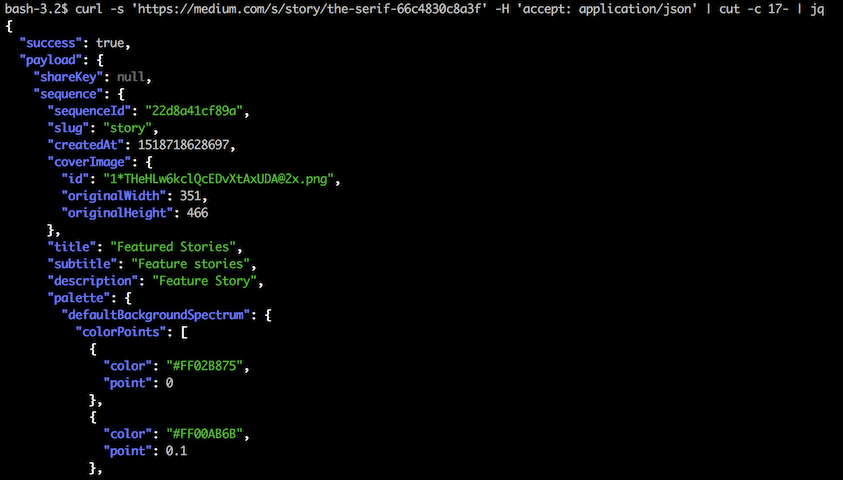 bash-3.2$ curl -s 'https://medium.com/s/story/the-serif-66c4830c8a3f' -H 'accept: application/json' | cut -c 17- | jq
{
  "success": true,
  "payload": {
    "shareKey": null,
    "sequence": {
      "sequenceId": "22d8a41cf89a",
      "slug": "story",
      "createdAt": 1518718628697,
      "coverImage": {
        "id": "1*THeHLw6kclQcEDvXtAxUDA@2x.png",
        "originalWidth": 351,
        "originalHeight": 466
      },
      "title": "Featured Stories",
      "subtitle": "Feature stories",
      "description": "Feature Story",
      "palette": {
        "defaultBackgroundSpectrum": {
          "colorPoints": [
            {
              "color": "#FF02B875",
              "point": 0
            },
            {
              "color": "#FF00AB6B",
              "point": 0.1
            },